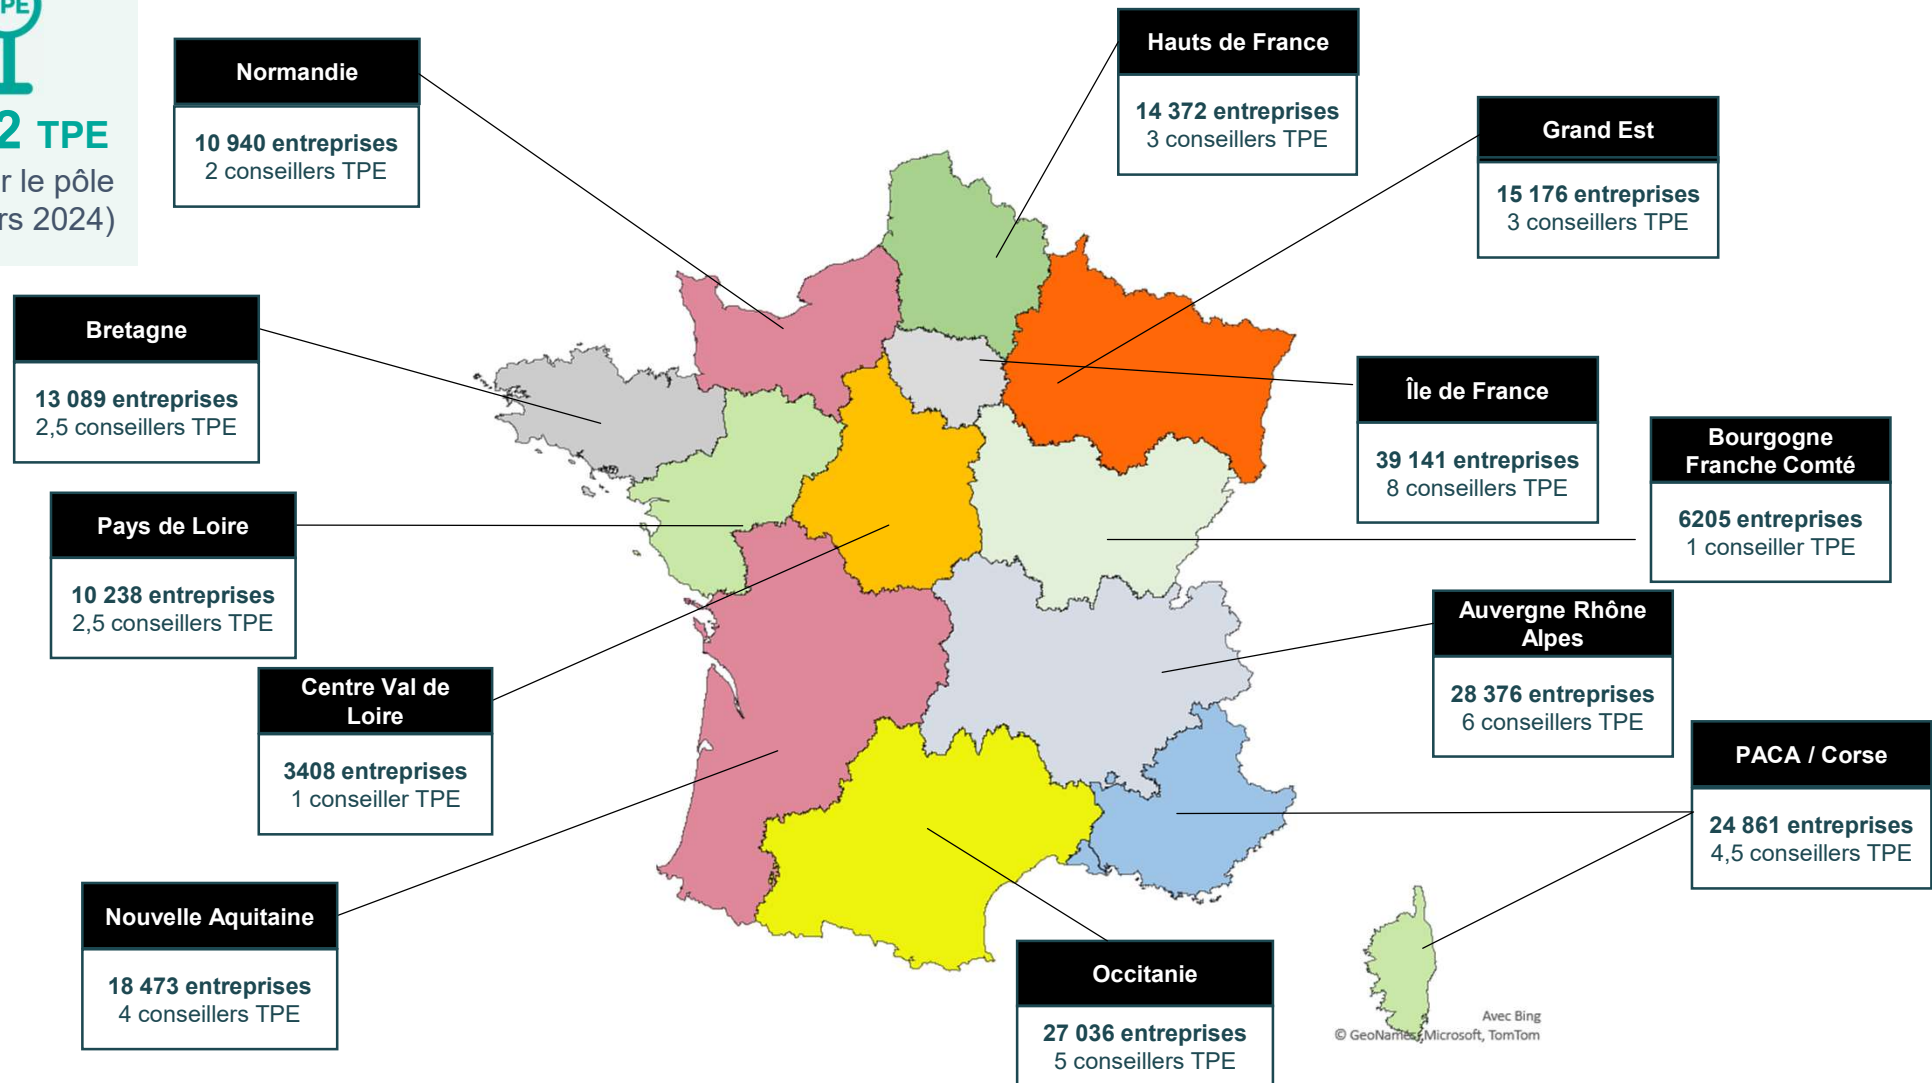 PE
2 TPE
r le pôle
rs 2024)
Normandie
10 940 entreprises
2 conseillers TPE
Hauts de France
14 372 entreprises
3 conseillers TPE
Grand Est
15 176 entreprises
3 conseillers TPE
Bretagne
13 089 entreprises
2,5 conseillers TPE
Île de France
39 141 entreprises
8 conseillers TPE
Bourgogne
Franche Comté
6205 entreprises
1 conseiller TPE
Pays de Loire
10 238 entreprises
2,5 conseillers TPE
Auvergne Rhône
Alpes
28 376 entreprises
6 conseillers TPE
Centre Val de
Loire
3408 entreprises
1 conseiller TPE
PACA / Corse
24 861 entreprises
4,5 conseillers TPE
Nouvelle Aquitaine
18 473 entreprises
4 conseillers TPE
Occitanie
27 036 entreprises
5 conseillers TPE
Avec Bing
© GeoNames, Microsoft, TomTom